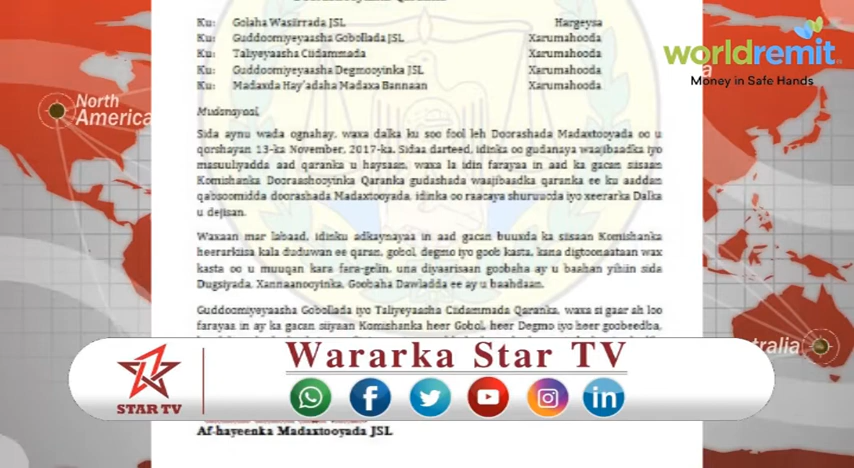 Ku: Golaha Wasiirrada JSL Hargeysa
Ku: Guddoomiyeyaasha Gobollada JSL Xarumahooda
Ku: Taliyeyaasha Ciidammada Xarumahooda
Ku: Guddoomiyeyaasha Degmooyinka JSL Xarumahooda
Ku: Madaxda Hay'adaha Madaxa Bannaan Xarumahooda
worldremit
Money in Safe Hands
North
America
Mudanayaal,
Sida aynu wada ognahay, waxa dalka ku soo fool leh Doorashada Madaxtooyada oo u
qorshayan 13-ka November, 2017-ka. Sidaa darteed, idinka oo gudanaya waajibaadka iyo
masuuliyadda aad qaranka u haysaan, waxa la idin farayaa in aad ka gacan siisaan
Komishanka Dooraashooyinka Qaranka gudashada waajibaadka qaranka ee ku aaddan
qabsoomidda doorashada Madaxtooyada, idinka oo raacaya shuruucda iyo xeerarka Dalka
u dejisan.
Waxaan mar labaad, idinku adkaynayaa in aad gacan buuxda ka siisaan Komishanka
heerarkiisa kala duduwan ee qaran, gobol, degmo iyo goob kasta, kana digtoonaataan wax
kasta oo u muuqan kara fara-gelin, una diyaarisaan goobaha ay u baahan yihiin sida
Dugsiyada, Xannaanooyinka, Goobaha Dawladda ee ay u baahdaan.
Guddoomiyeyaasha Gobollada iyo Taliyeyaasha Ciidammada Qaranka, waxa si gaar ah loo
farayaa in ay ka gacan siiyaan Komishanka heer Gobol, heer Degmo iyo heer goobeedba,
tralia
Wararka Star TV
STAR TV
Af-hayeenka Madaxtooyada JSL